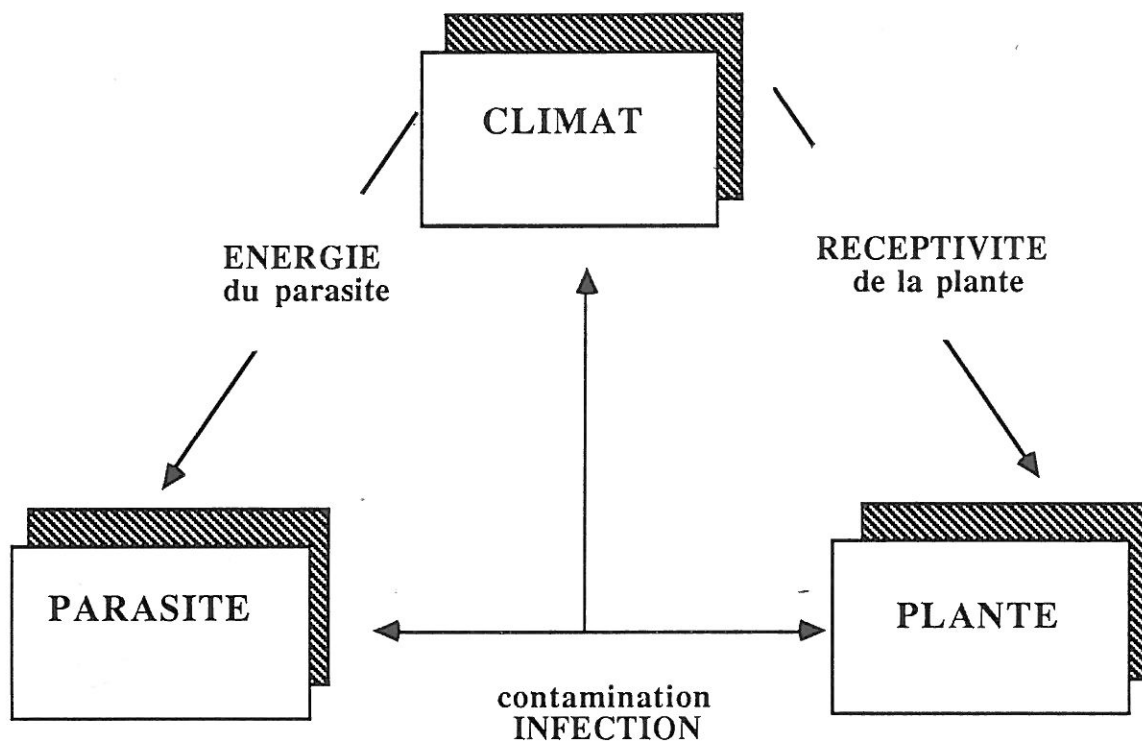 CLIMAT
ENERGIE
du parasite
RECEPTIVITE
de la plante
PARASITE
PLANTE
contamination
INFECTION